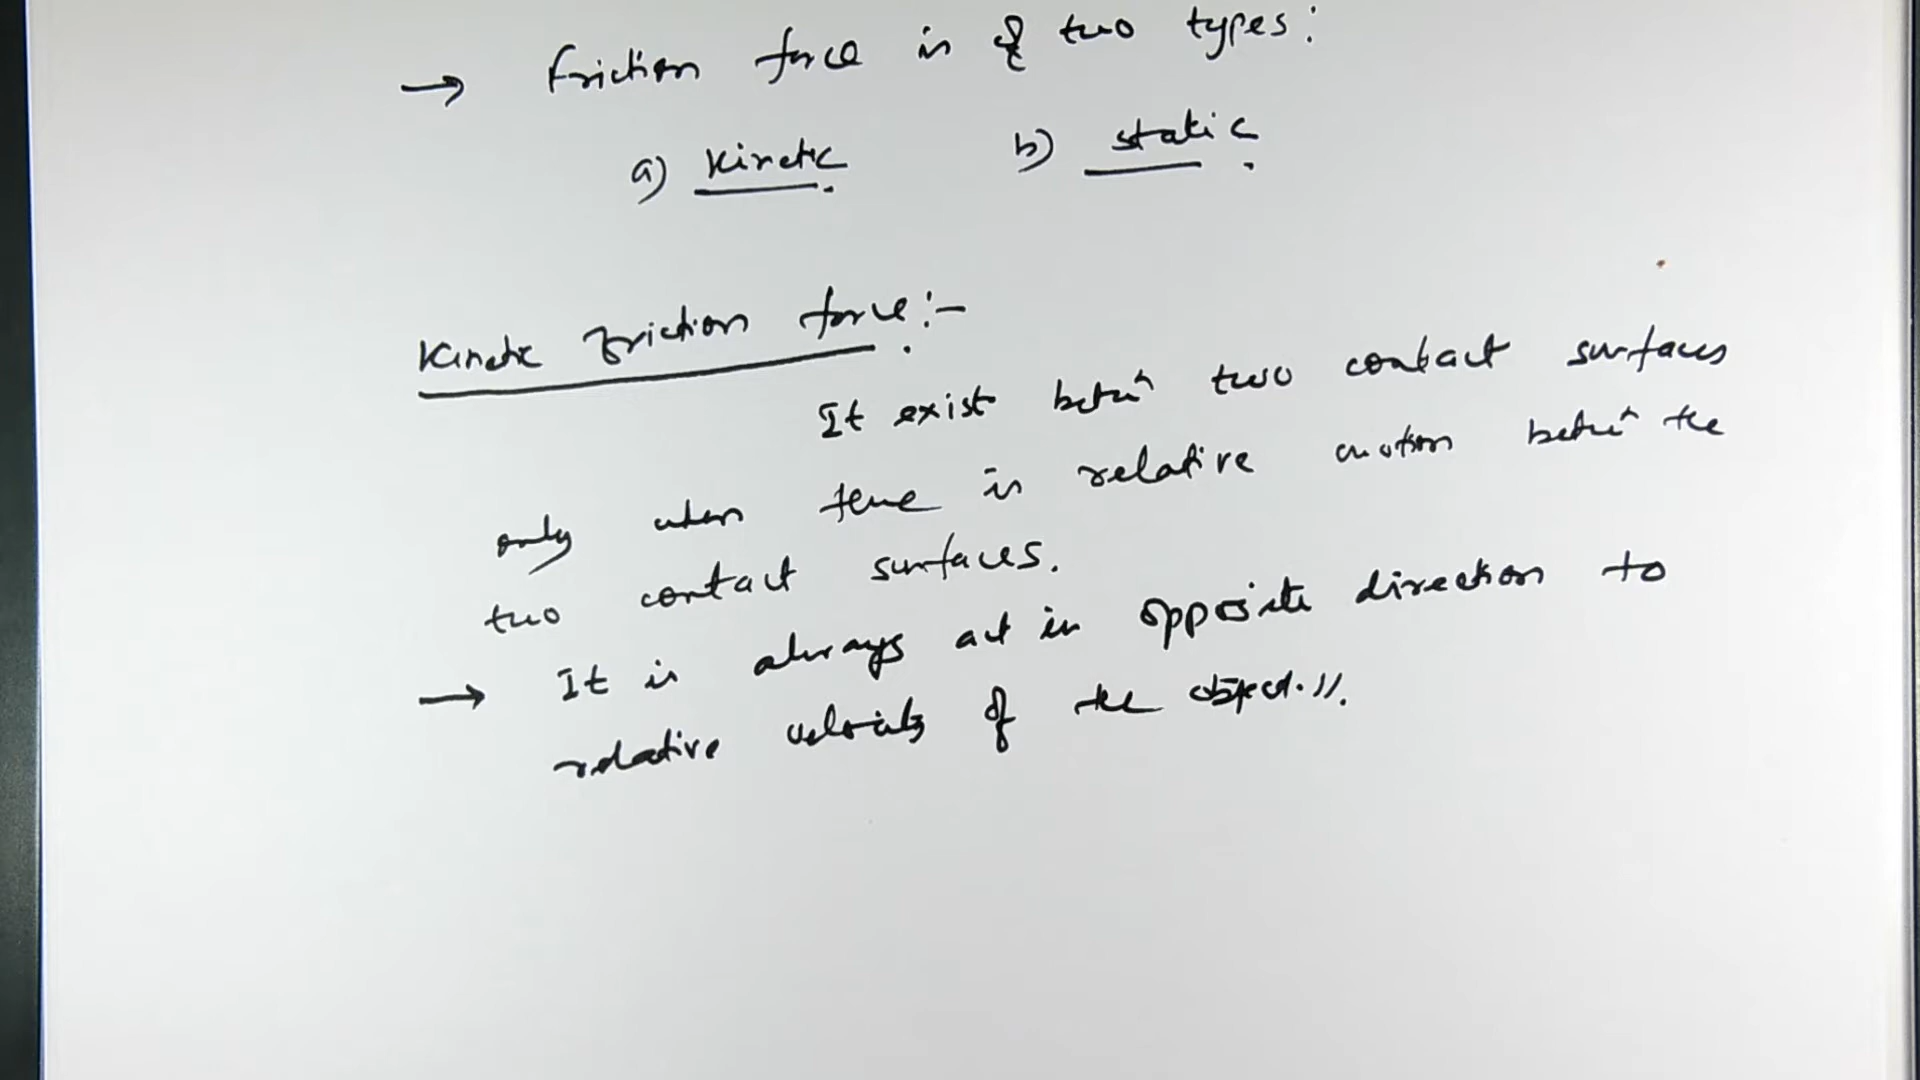 → Friction force is of two types:
a) Kinetic. b) static.
Kinetic Friction force:-
It exist betwⁿ two contact surfaces
only when there is relative motion betwⁿ the
two contact surfaces.
→ It is always act in opposite direction to
relative velocity of the object.//.